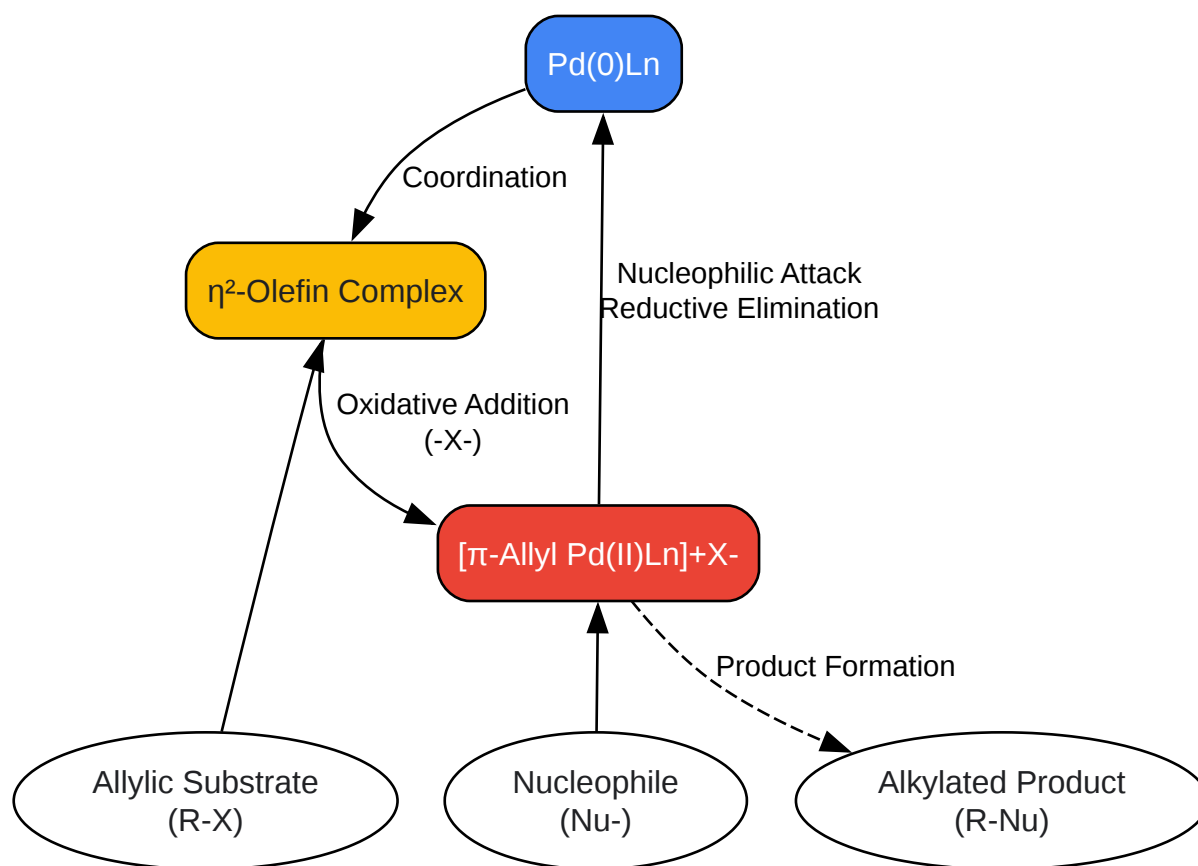 Pd(0)Ln
Coordination
η²-Olefin Complex
Nucleophilic Attack
Reductive Elimination
Oxidative Addition
(-X-)
[π-Allyl Pd(II)Ln]+X-
Product Formation
Allylic Substrate
(R-X)
Nucleophile
(Nu-)
Alkylated Product
(R-Nu)